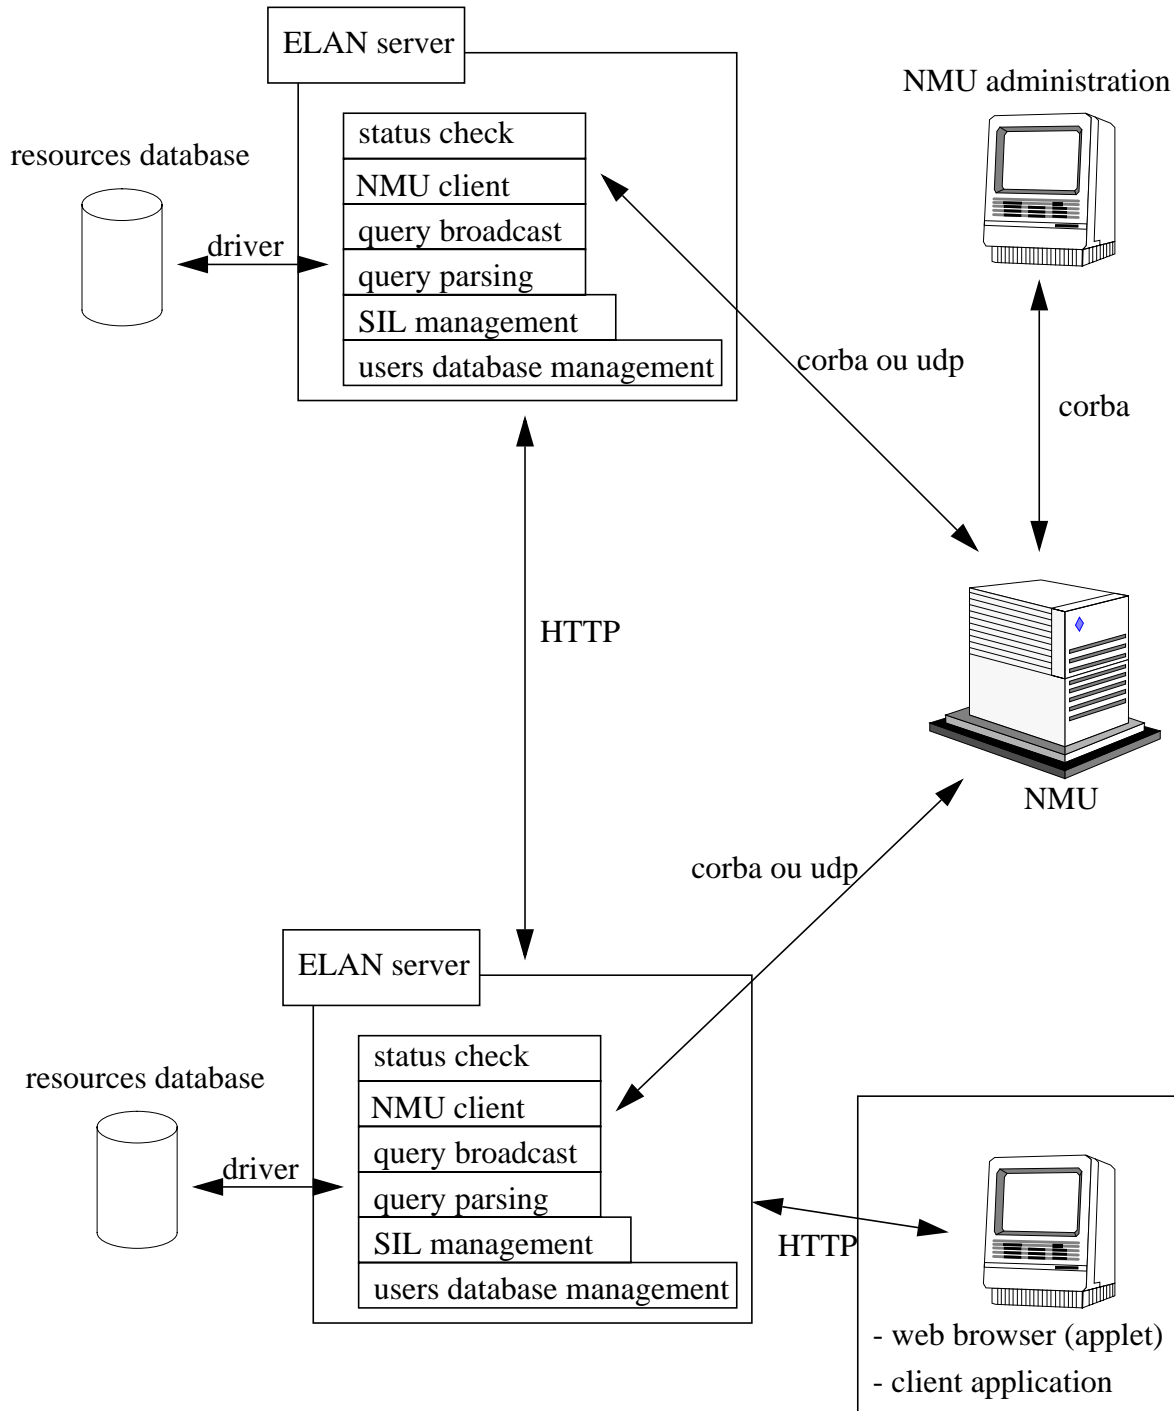 ELAN server
NMU administration
status check
resources database
NMU client
query broadcast
driver
query parsing
SIL management
users database management
corba ou udp
corba
HTTP
NMU
corba ou udp
ELAN server
status check
resources database
NMU client
query broadcast
driver
query parsing
SIL management
HTTP
users database management
- web browser (applet)
- client application